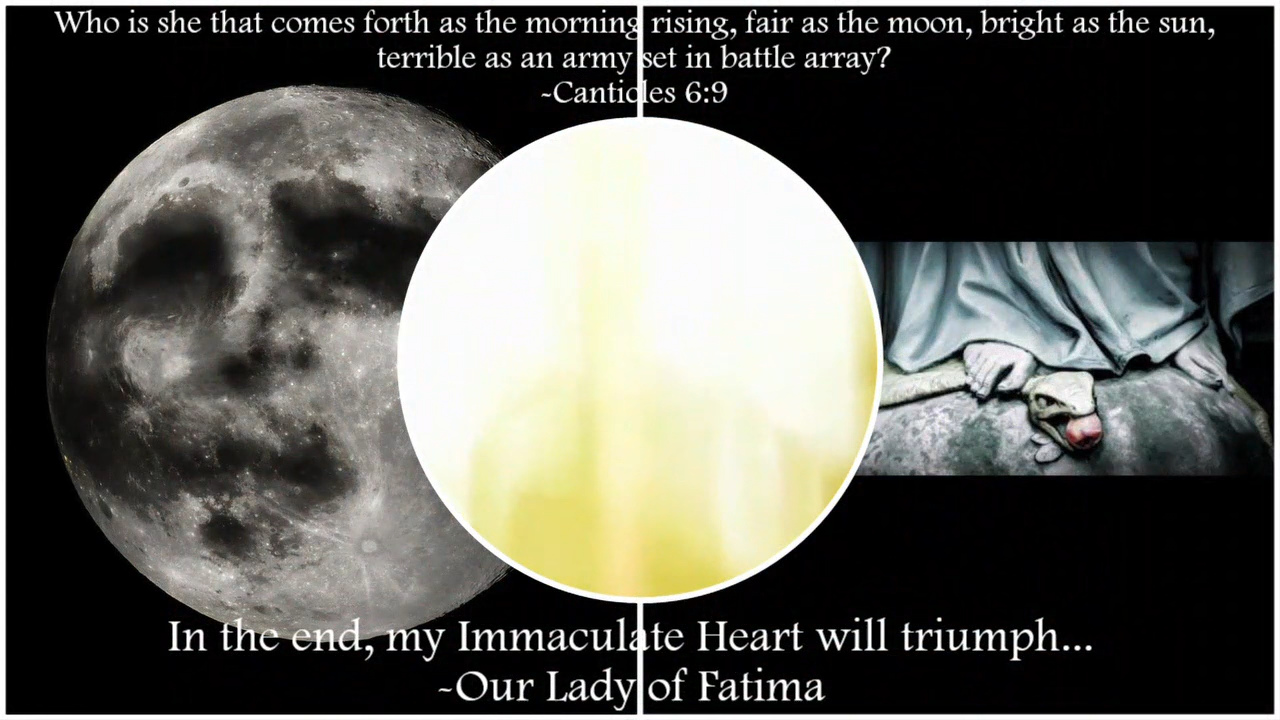 Who is she that comes forth as the morning rising, fair as the moon, bright as the sun,
terrible as an army set in battle array?
~Canticles 6:9
In the end, my Immaculate Heart will triumph...
~Our Lady of Fatima